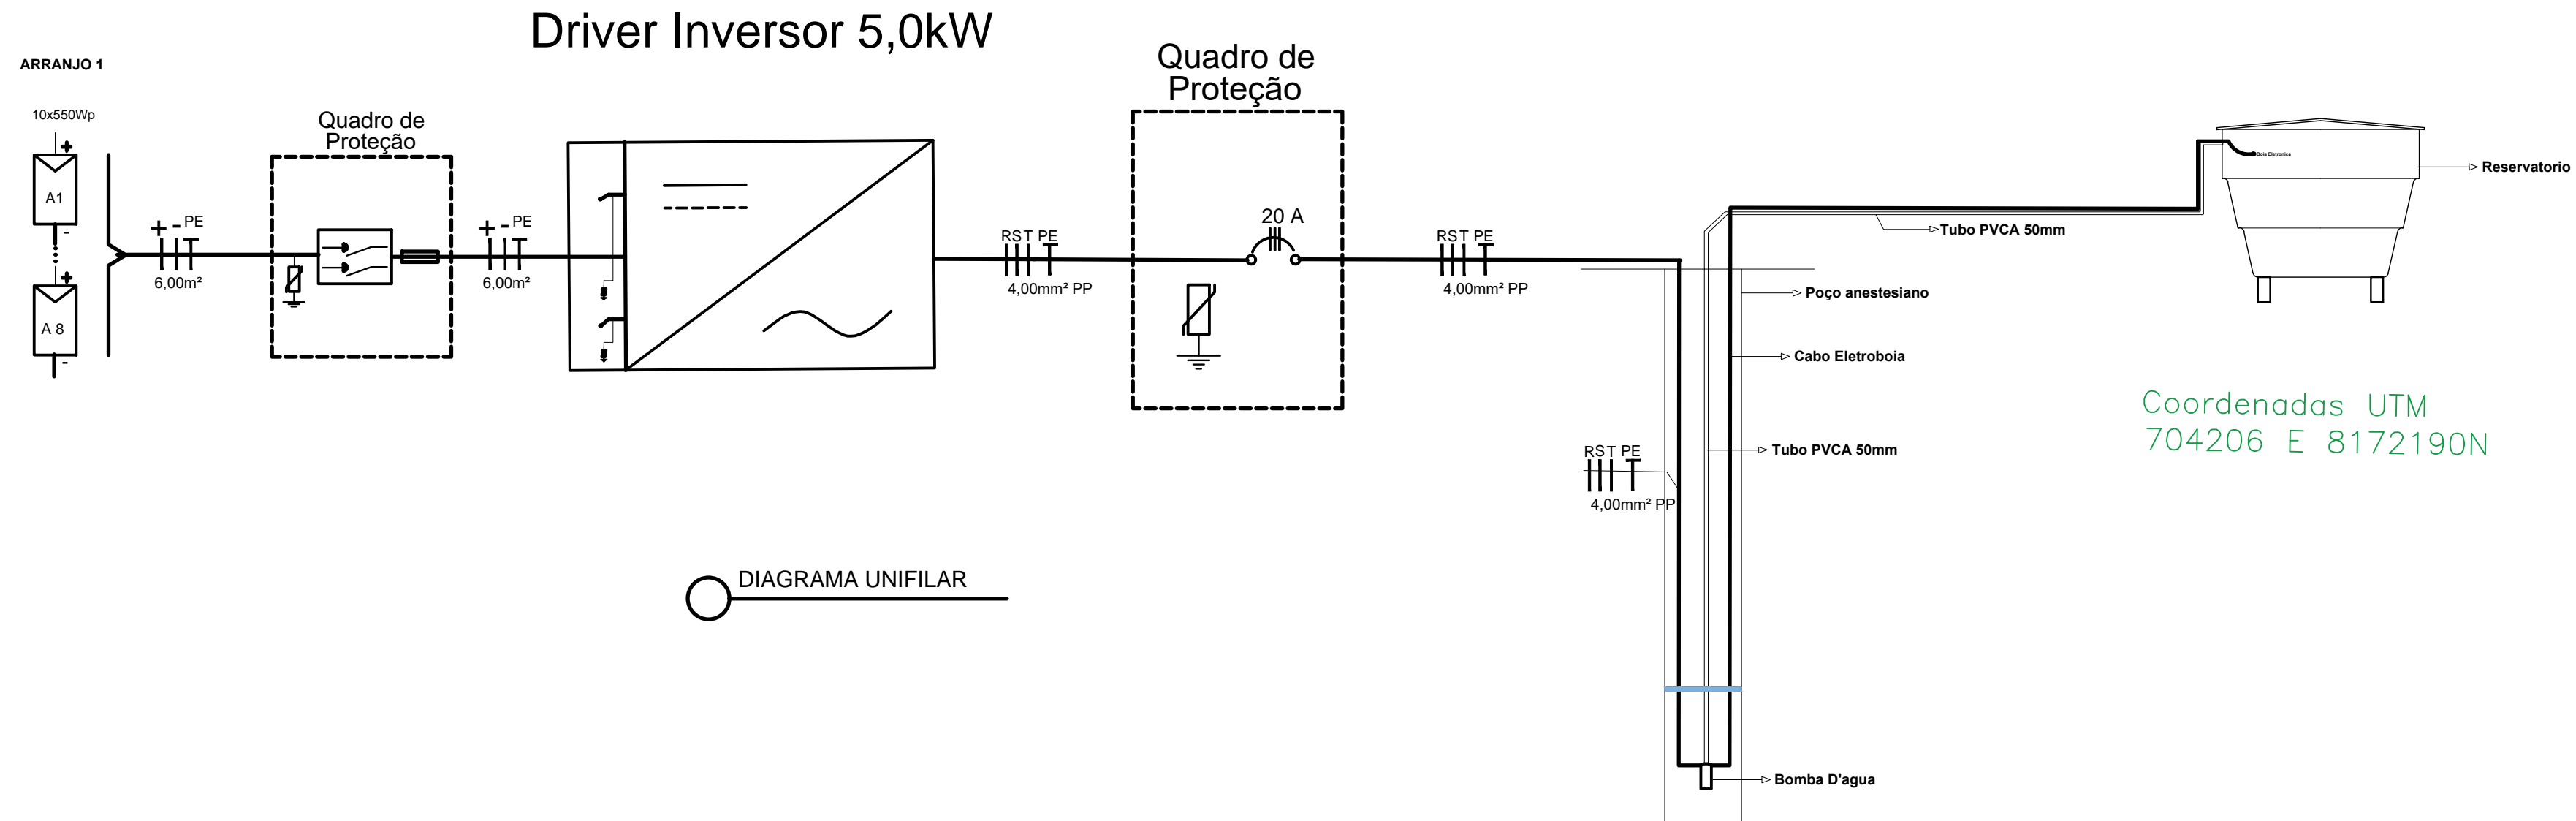 Driver Inversor 5,0kW
ARRANJO 1
10x550Wp
+
A1
-
+
A 8
-
+ - PE
6,00m²
Quadro de
Proteção
+ - PE
6,00m²
RST PE
4,00mm² PP
Quadro de
Proteção
20 A
RST PE
4,00mm² PP
RST PE
4,00mm² PP
Boia Eletronica
Reservatorio
Tubo PVCA 50mm
Poço anestesiano
Cabo Eletroboia
Tubo PVCA 50mm
Bomba D'agua
Coordenadas UTM
704206 E 8172190N
DIAGRAMA UNIFILAR